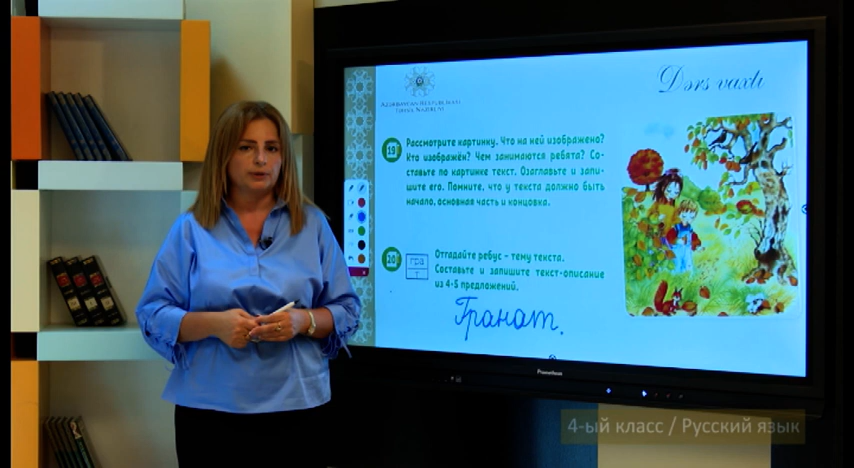 Dərs vaxtı
AZƏRBAYCAN RESPUBLİKASI
TƏHSİL NAZİRLİYİ
19
Рассмотрите картинку. Что на ней изображено?
Кто изображён? Чем занимаются ребята? Со-
ставьте по картинке текст. Озаглавьте и запи-
шите его. Помните, что у текста должно быть
начало, основная часть и концовка.
20
гра
т
Отгадайте ребус – тему текста.
Составьте и запишите текст-описание
из 4-5 предложений.
Гранат.
Promethean
4-ый класс / Русский язык